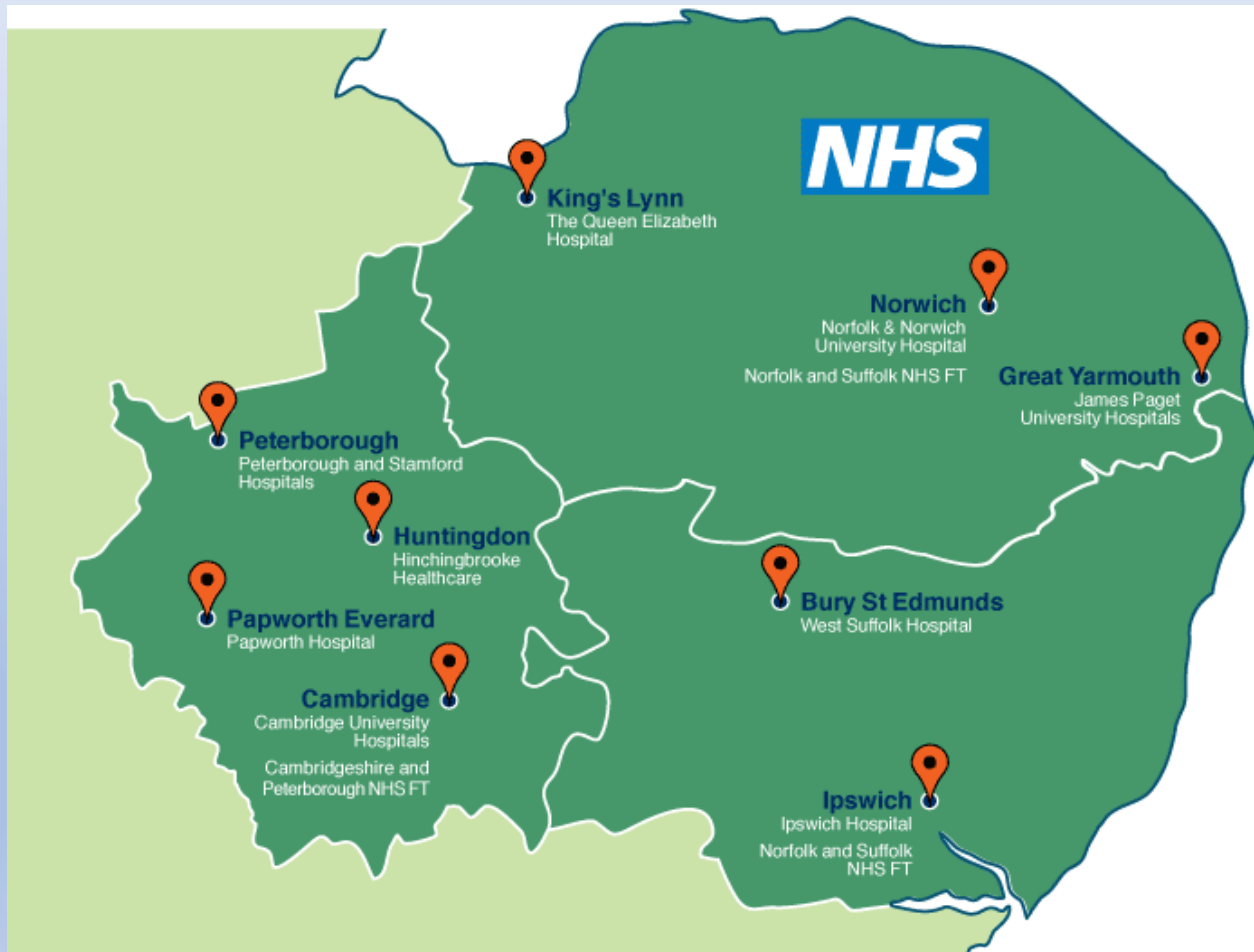 NHS
King's Lynn
The Queen Elizabeth
Hospital
Norwich
Norfolk & Norwich
University Hospital
Norfolk and Suffolk NHS FT
Great Yarmouth
James Paget
University Hospitals
Peterborough
Peterborough and Stamford
Hospitals
Huntingdon
Hinchingbrooke
Healthcare
Papworth Everard
Papworth Hospital
Bury St Edmunds
West Suffolk Hospital
Cambridge
Cambridge University
Hospitals
Cambridgeshire and
Peterborough NHS FT
Ipswich
Ipswich Hospital
Norfolk and Suffolk
NHS FT